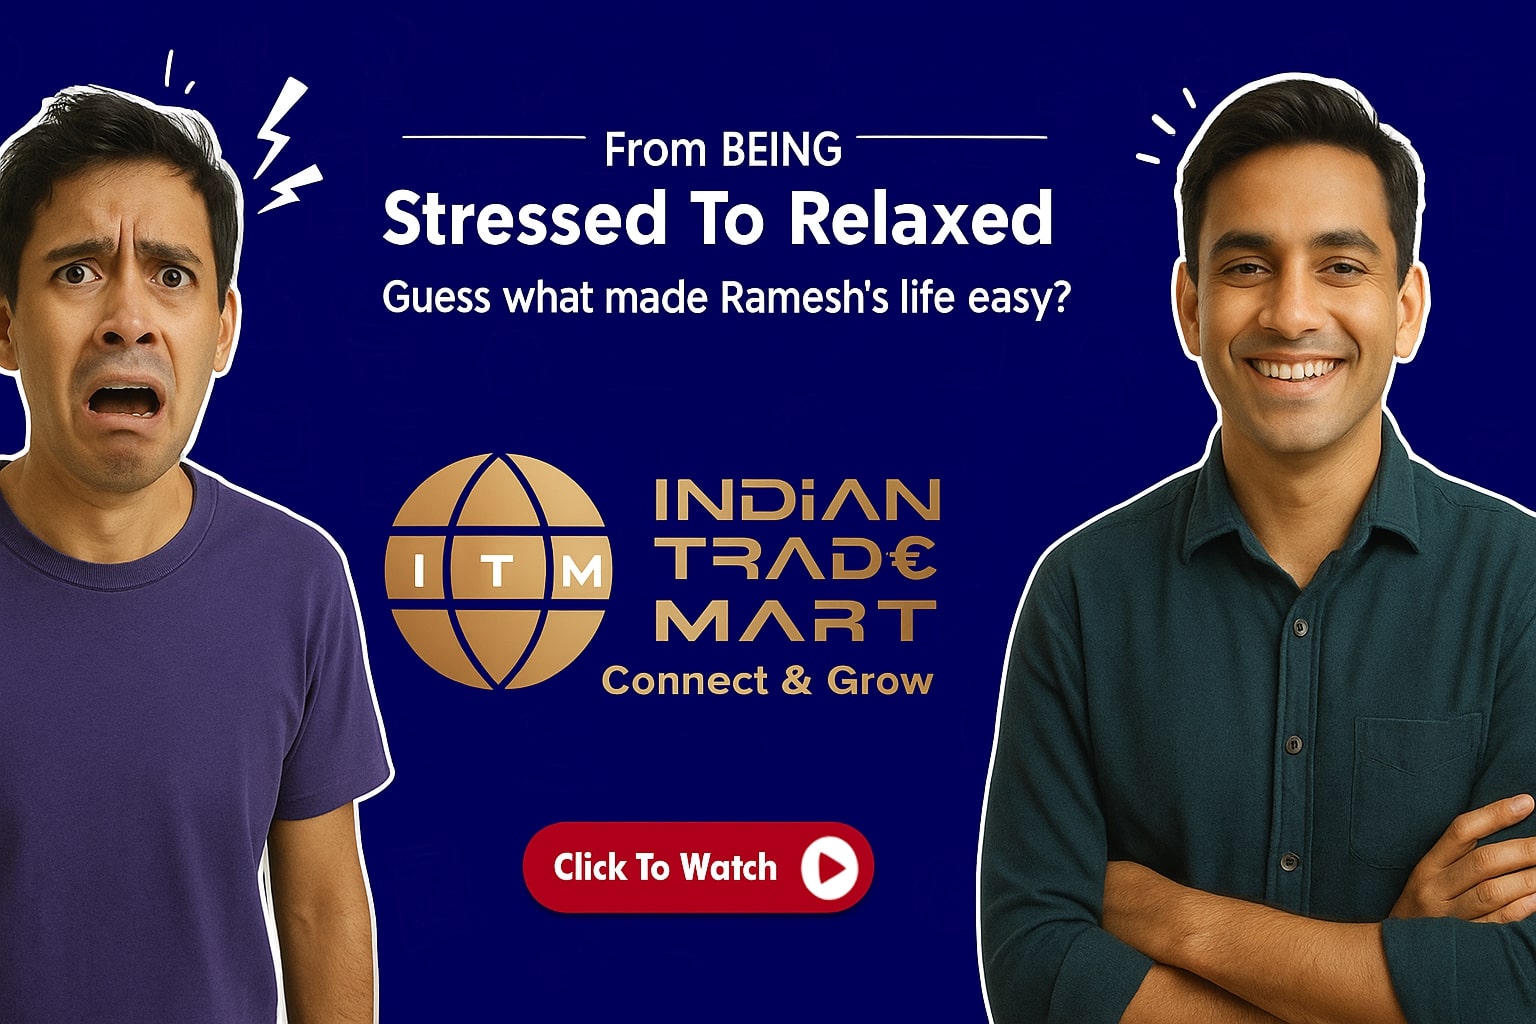 From BEING
Stressed To Relaxed
Guess what made Ramesh's life easy?
I T M
INDiAN
TRAD€
MART
Connect & Grow
Click To Watch